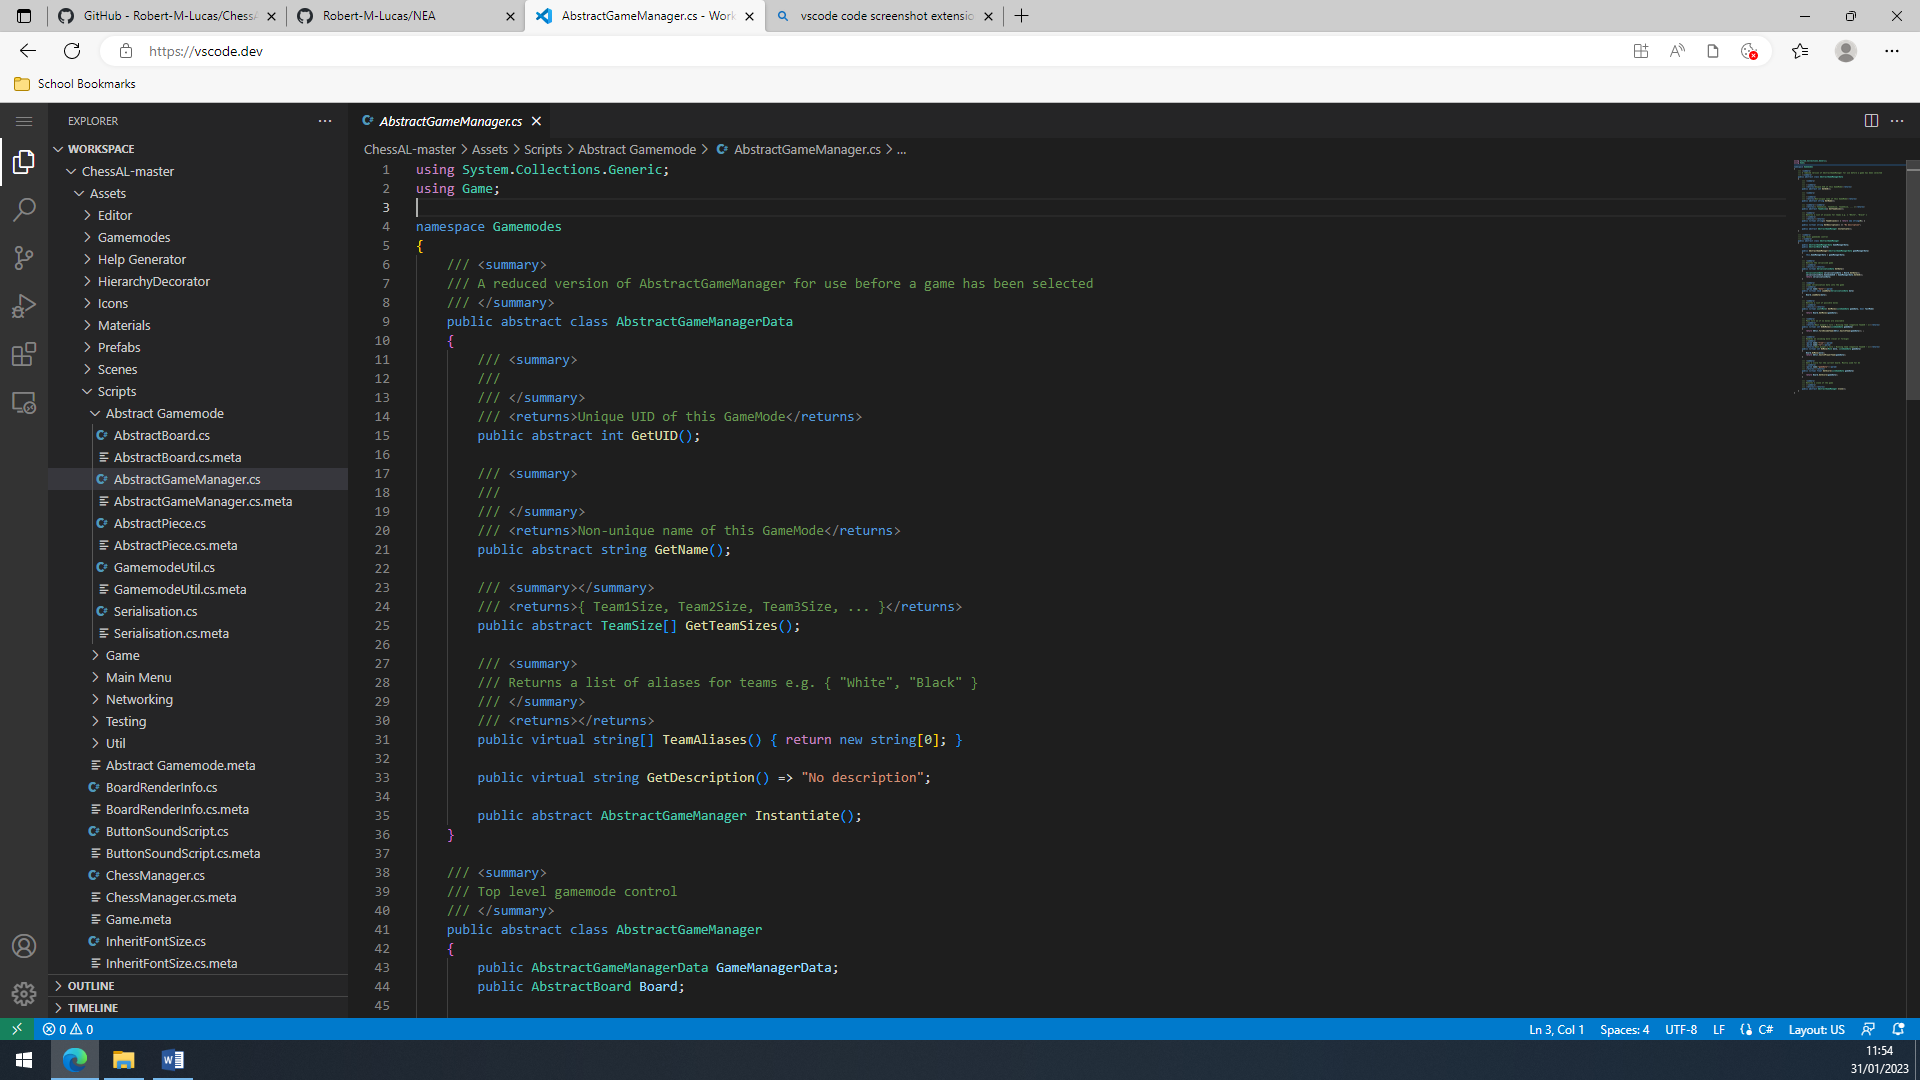 GitHub - Robert-M-Lucas/ChessA
Robert-M-Lucas/NEA
AbstractGameManager.cs - Work
vscode code screenshot extensio
https://vscode.dev
School Bookmarks
EXPLORER
WORKSPACE
ChessAL-master
Assets
Editor
Gamemodes
Help Generator
HierarchyDecorator
Icons
Materials
Prefabs
Scenes
Scripts
Abstract Gamemode
AbstractBoard.cs
AbstractBoard.cs.meta
AbstractGameManager.cs
AbstractGameManager.cs.meta
AbstractPiece.cs
AbstractPiece.cs.meta
GamemodeUtil.cs
GamemodeUtil.cs.meta
Serialisation.cs
Serialisation.cs.meta
Game
Main Menu
Networking
Testing
Util
Abstract Gamemode.meta
BoardRenderInfo.cs
BoardRenderInfo.cs.meta
ButtonSoundScript.cs
ButtonSoundScript.cs.meta
ChessManager.cs
ChessManager.cs.meta
Game.meta
InheritFontSize.cs
InheritFontSize.cs.meta
OUTLINE
TIMELINE
AbstractGameManager.cs
ChessAL-master > Assets > Scripts > Abstract Gamemode > AbstractGameManager.cs > ...
1 using System.Collections.Generic;
2 using Game;
3
4 namespace Gamemodes
5 {
6 /// <summary>
7 /// A reduced version of AbstractGameManager for use before a game has been selected
8 /// </summary>
9 public abstract class AbstractGameManagerData
10 {
11 /// <summary>
12 ///
13 /// </summary>
14 /// <returns>Unique UID of this GameMode</returns>
15 public abstract int GetUID();
16
17 /// <summary>
18 ///
19 /// </summary>
20 /// <returns>Non-unique name of this GameMode</returns>
21 public abstract string GetName();
22
23 /// <summary></summary>
24 /// <returns>{ Team1Size, Team2Size, Team3Size, ... }</returns>
25 public abstract TeamSize[] GetTeamSizes();
26
27 /// <summary>
28 /// Returns a list of aliases for teams e.g. { "White", "Black" }
29 /// </summary>
30 /// <returns></returns>
31 public virtual string[] TeamAliases() { return new string[0]; }
32
33 public virtual string GetDescription() => "No description";
34
35 public abstract AbstractGameManager Instantiate();
36 }
37
38 /// <summary>
39 /// Top level gamemode control
40 /// </summary>
41 public abstract class AbstractGameManager
42 {
43 public AbstractGameManagerData GameManagerData;
44 public AbstractBoard Board;
45
0 0
Ln 3, Col 1 Spaces: 4 UTF-8 LF C# Layout: US
11:54
31/01/2023